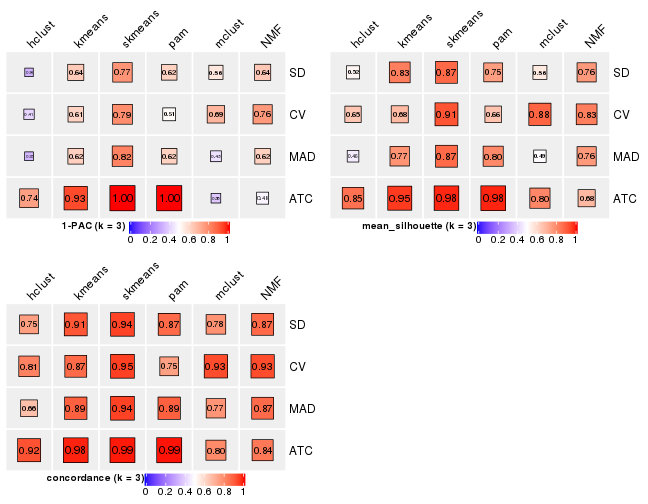 hclust kmeans skmeans pam mclust NMF
0.64 0.77 0.62 0.56 0.64 SD
0.41 0.61 0.79 0.51 0.69 0.76 CV
0.62 0.82 0.62 0.43 0.62 MAD
0.74 0.93 1.00 1.00 0.48 ATC
1-PAC (k = 3)
0 0.2 0.4 0.6 0.8 1
hclust kmeans skmeans pam mclust NMF
0.52 0.83 0.87 0.75 0.56 0.76 SD
0.65 0.68 0.91 0.66 0.88 0.83 CV
0.77 0.87 0.80 0.49 0.76 MAD
0.85 0.95 0.98 0.98 0.80 0.68 ATC
mean_silhouette (k = 3)
0 0.2 0.4 0.6 0.8 1
hclust kmeans skmeans pam mclust NMF
0.75 0.91 0.94 0.87 0.78 0.87 SD
0.81 0.87 0.95 0.75 0.93 0.93 CV
0.66 0.89 0.94 0.89 0.77 0.87 MAD
0.92 0.98 0.99 0.99 0.80 0.84 ATC
concordance (k = 3)
0 0.2 0.4 0.6 0.8 1